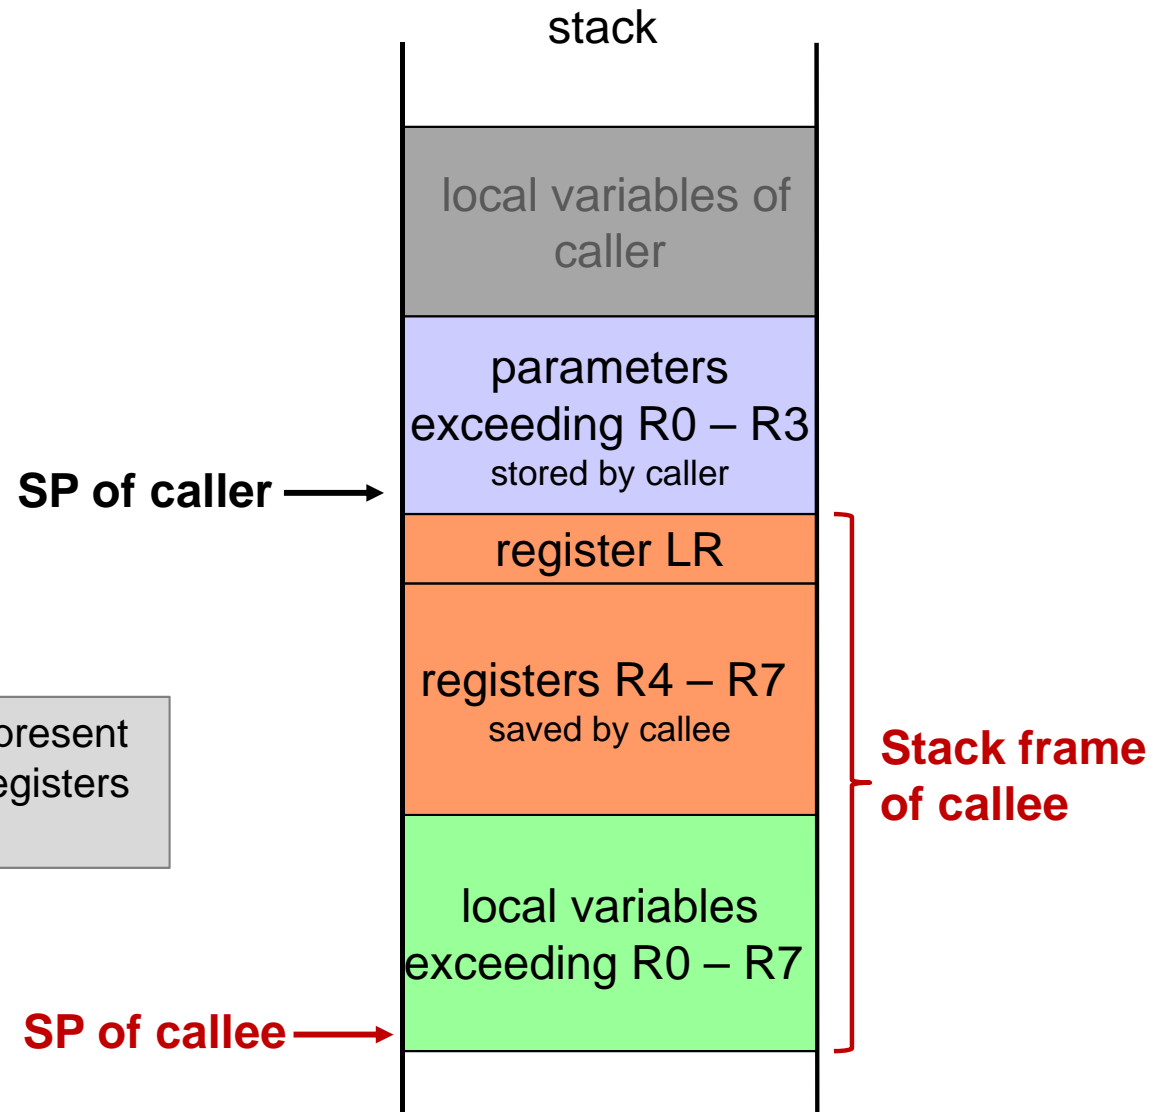 stack
local variables of
caller
parameters
exceeding R0 – R3
stored by caller
SP of caller
register LR
registers R4 – R7
saved by callee
Stack frame
of callee
local variables
exceeding R0 – R7
SP of callee